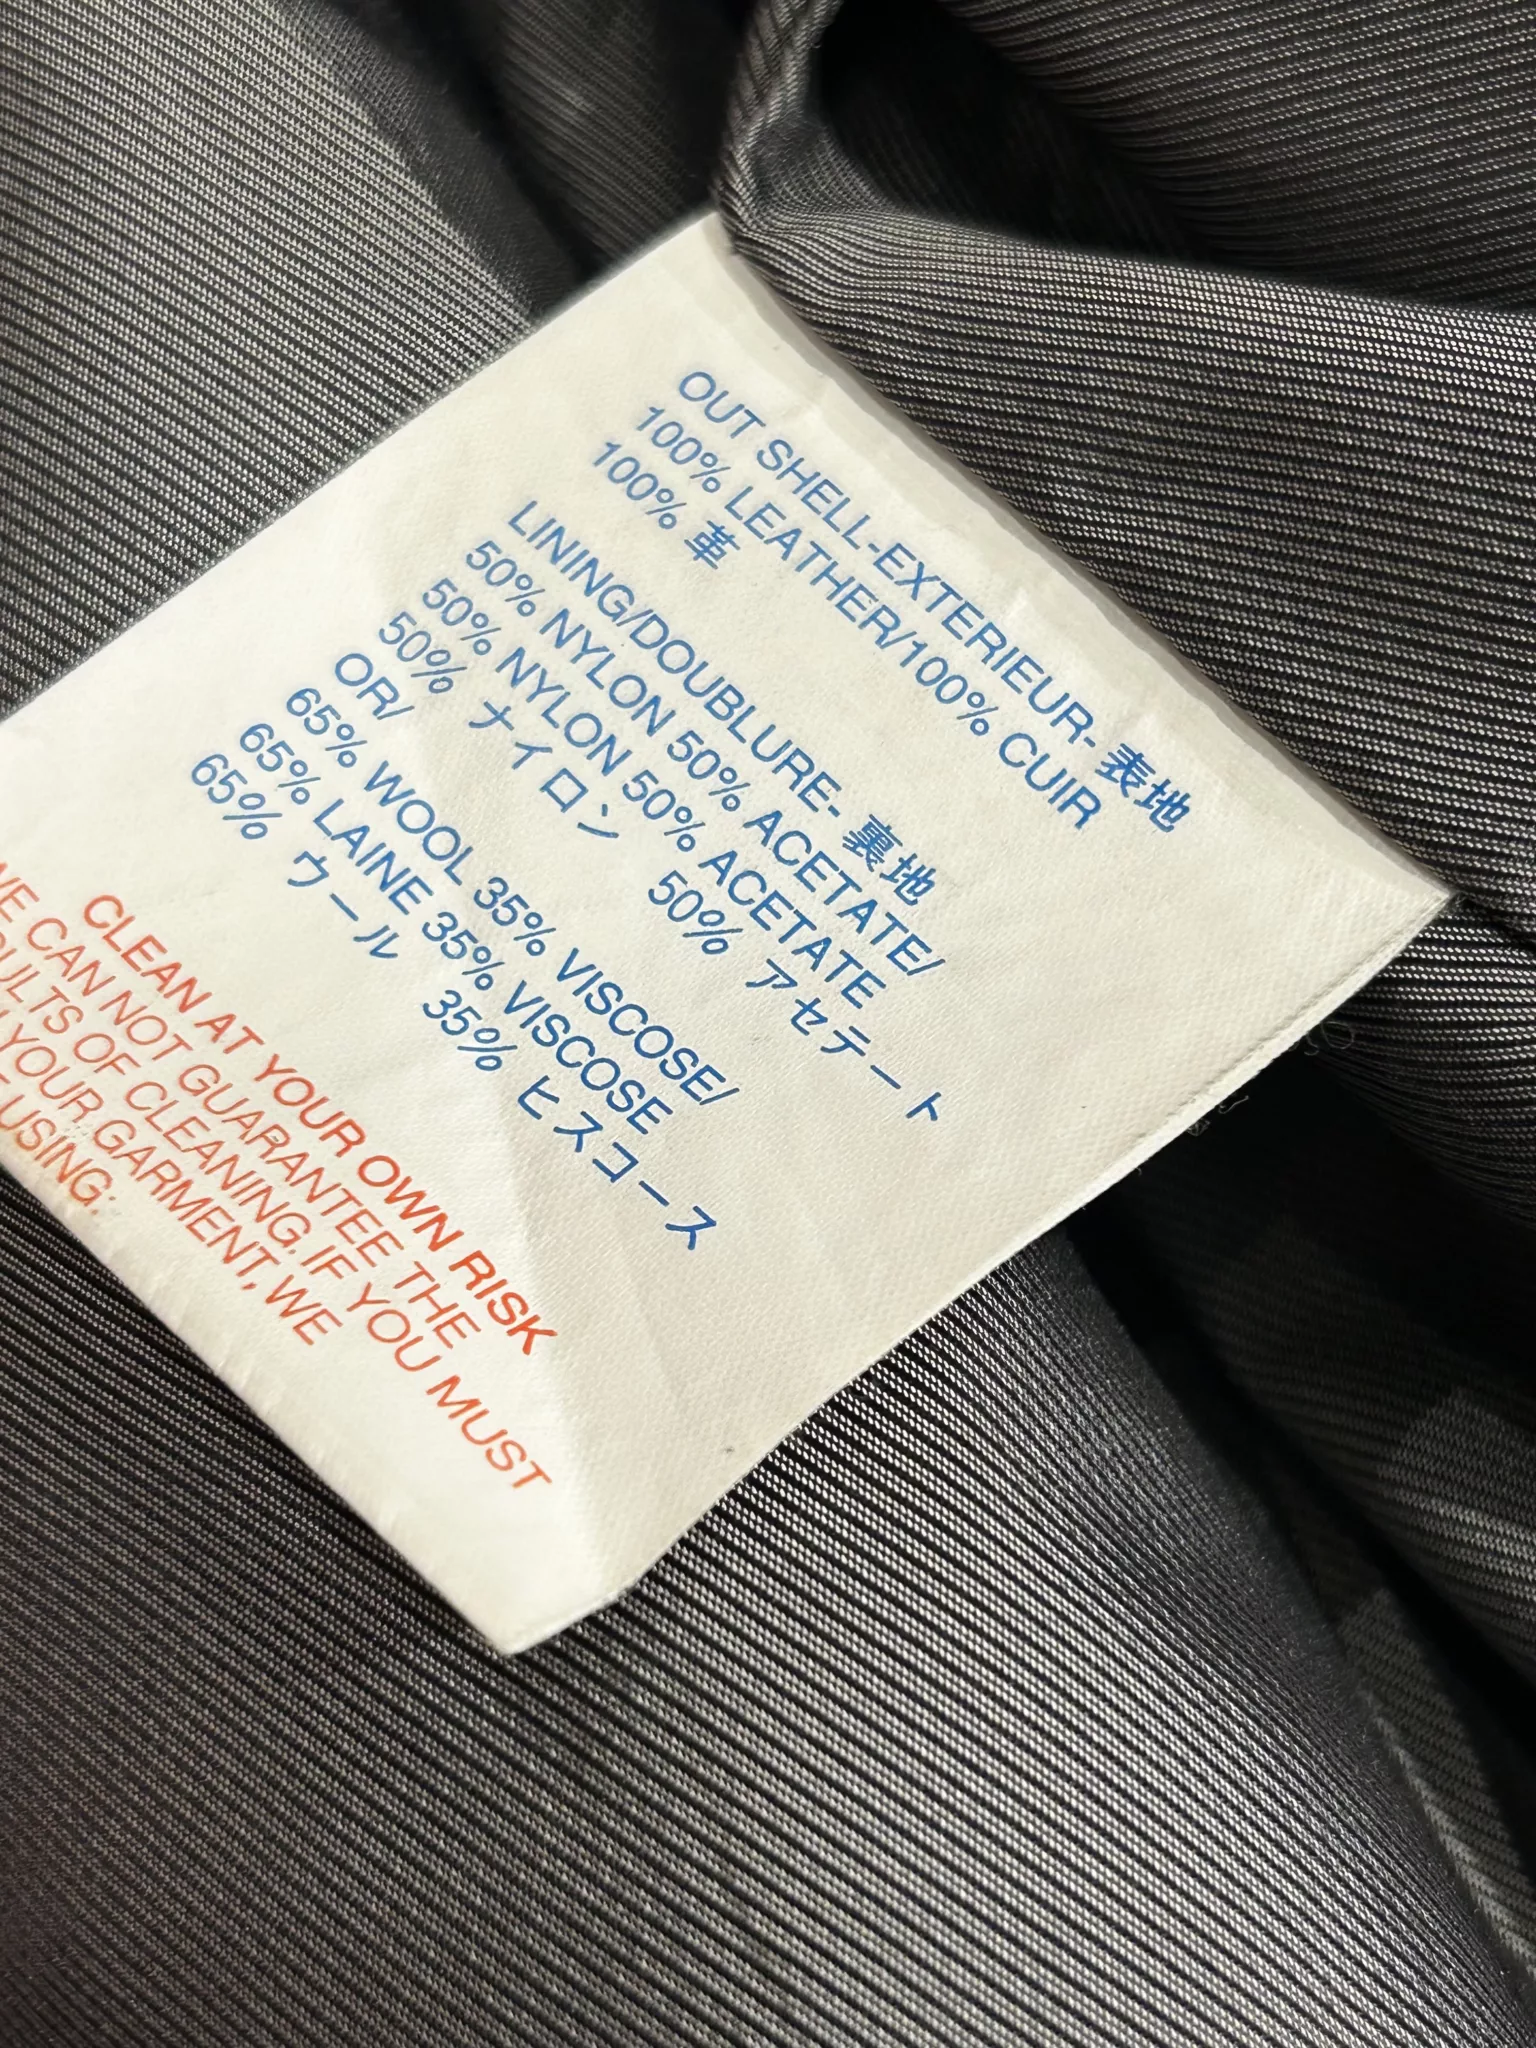 OUT SHELL-EXTERIEUR- 表地
100% LEATHER/100% CUIR
100% 革
LINING/DOUBLURE- 裏地
50% NYLON 50% ACETATE/
50% NYLON 50% ACETATE
50% ナイロン 50% アセテート
OR/
65% WOOL 35% VISCOSE/
65% LAINE 35% VISCOSE
65% ウール 35% ヒスコース
CLEAN AT YOUR OWN RISK
CAN NOT GUARANTEE THE
OF CLEANING. IF YOU MUST
YOUR GARMENT, WE
USING: